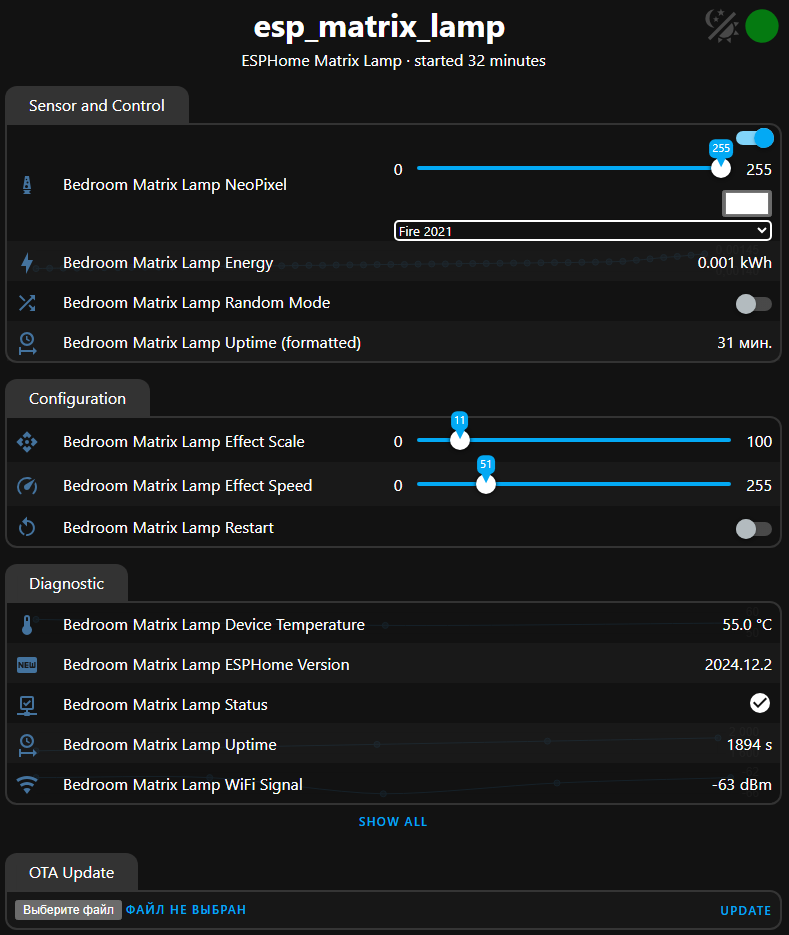 esp_matrix_lamp
ESPHome Matrix Lamp · started 32 minutes
Sensor and Control
Bedroom Matrix Lamp NeoPixel
0 255 255
Fire 2021
Bedroom Matrix Lamp Energy 0.001 kWh
Bedroom Matrix Lamp Random Mode
Bedroom Matrix Lamp Uptime (formatted) 31 мин.
Configuration
Bedroom Matrix Lamp Effect Scale 0 11 100
Bedroom Matrix Lamp Effect Speed 0 51 255
Bedroom Matrix Lamp Restart
Diagnostic
Bedroom Matrix Lamp Device Temperature 55.0 °C
NEW Bedroom Matrix Lamp ESPHome Version 2024.12.2
Bedroom Matrix Lamp Status
Bedroom Matrix Lamp Uptime 1894 s
Bedroom Matrix Lamp WiFi Signal -63 dBm
SHOW ALL
OTA Update
Выберите файл ФАЙЛ НЕ ВЫБРАН UPDATE